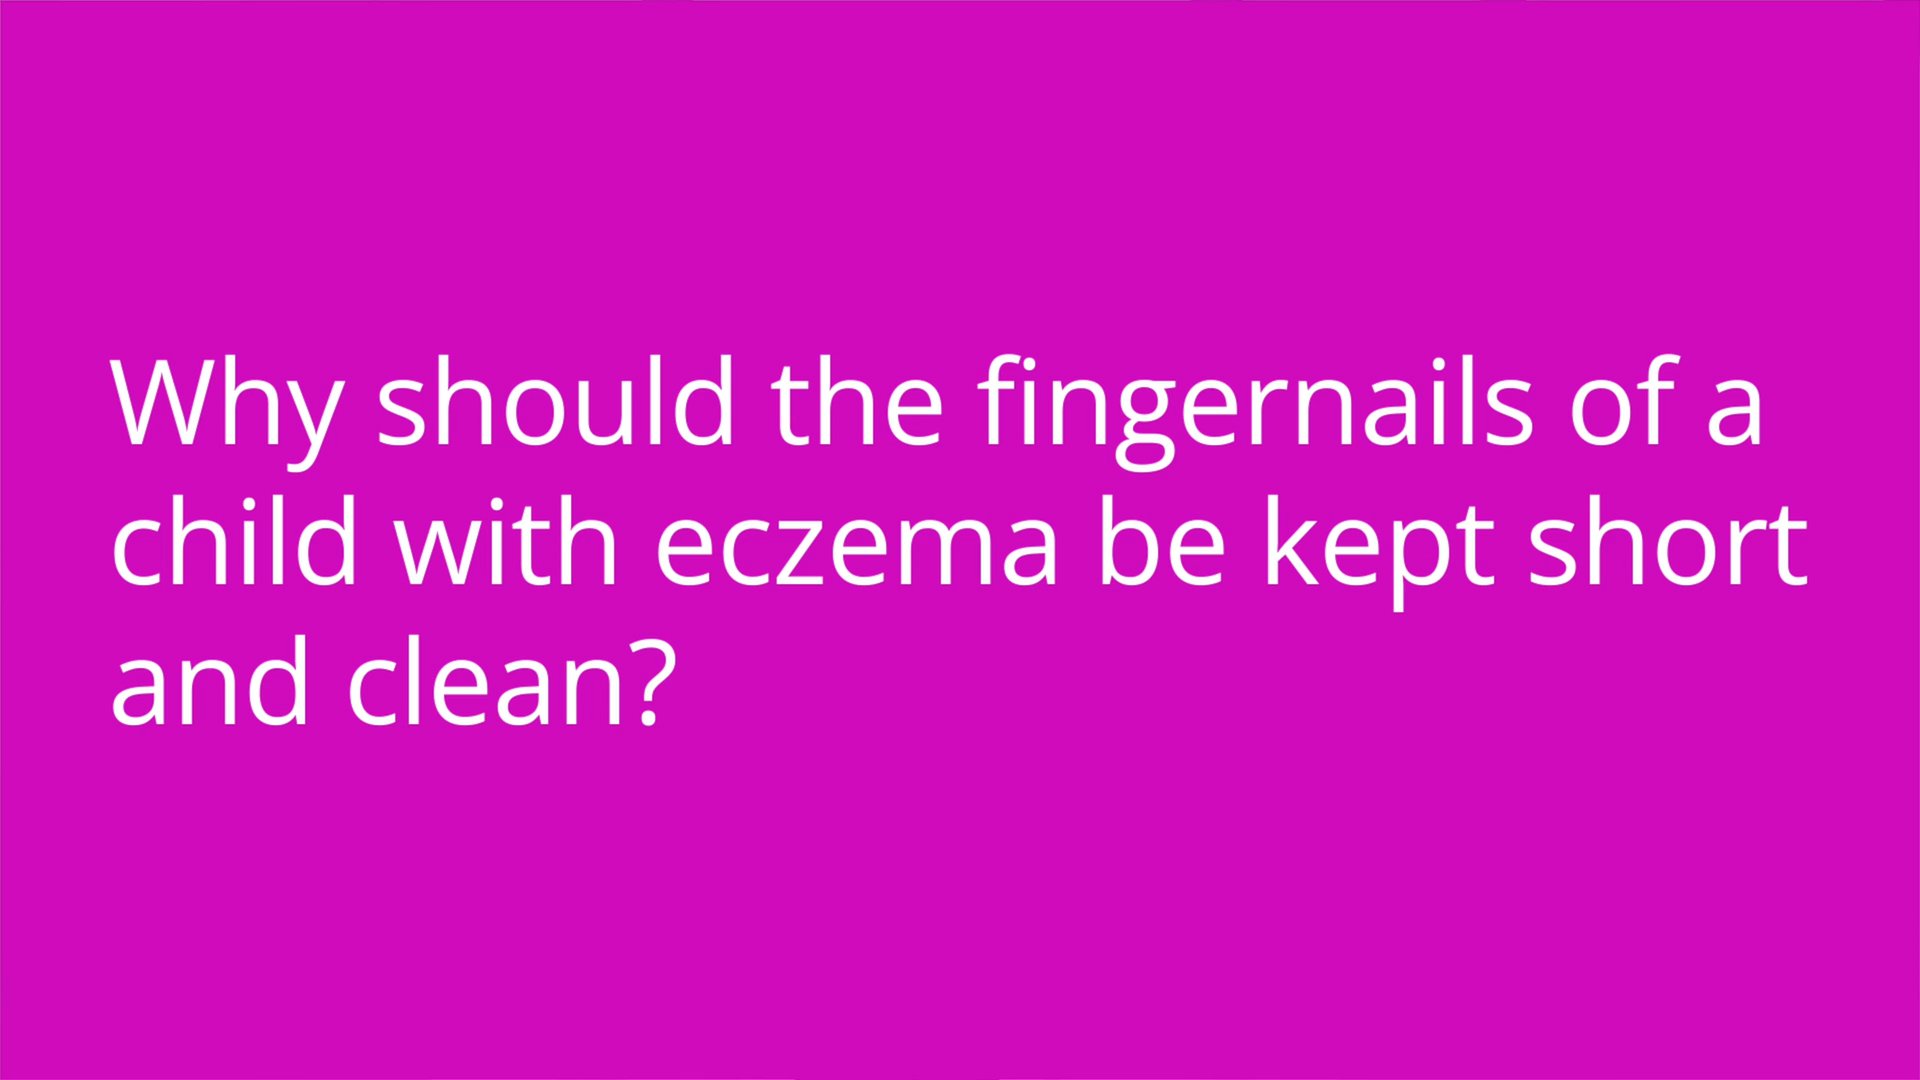 Why should the fingernails of a
child with eczema be kept short
and clean?